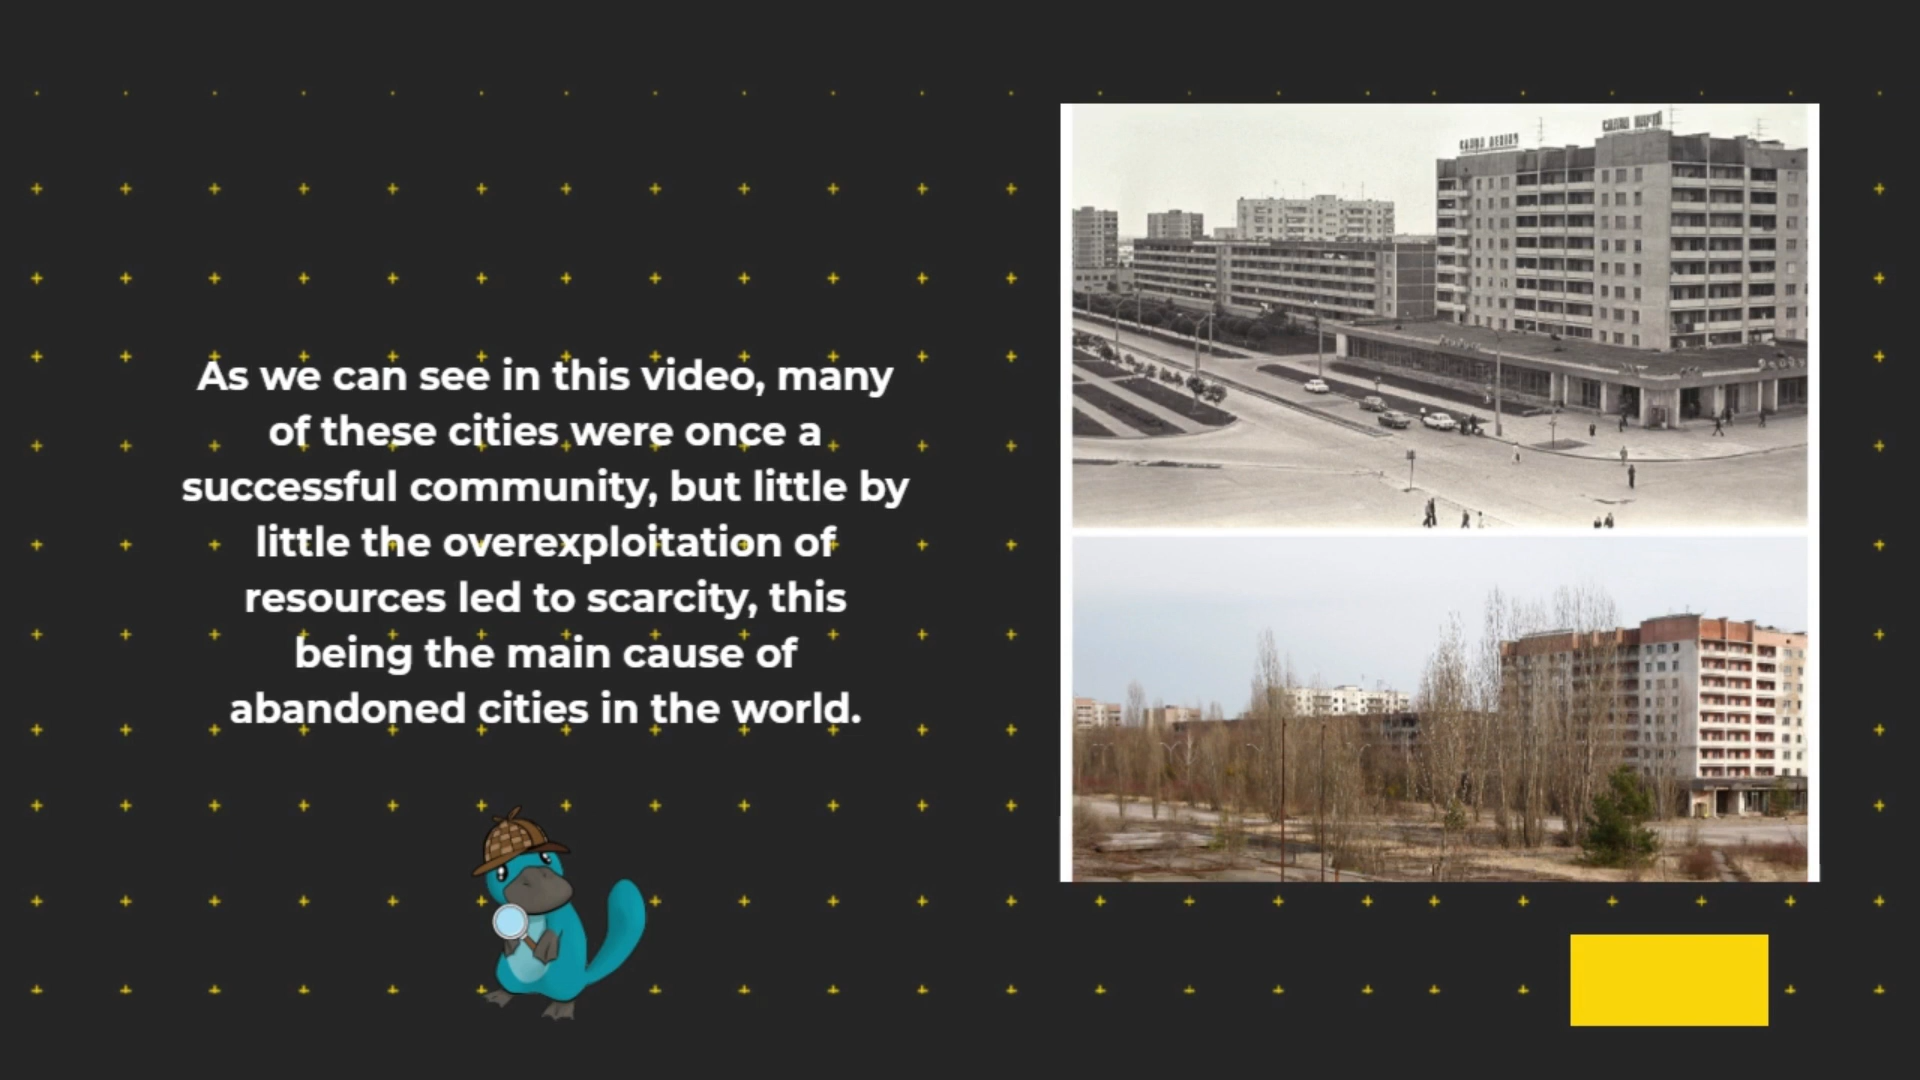 As we can see in this video, many
of these cities were once a
successful community, but little by
little the overexploitation of
resources led to scarcity, this
being the main cause of
abandoned cities in the world.